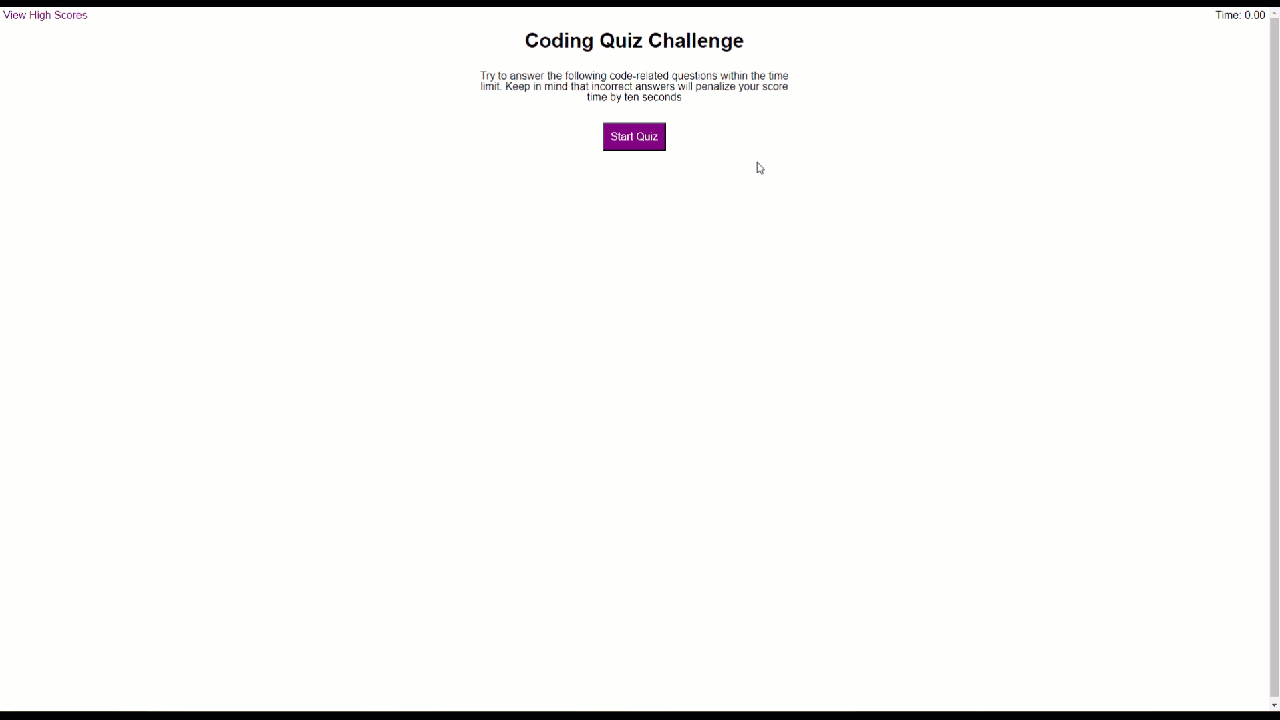 View High Scores
Time: 0.00
Coding Quiz Challenge
Try to answer the following code-related questions within the time
limit. Keep in mind that incorrect answers will penalize your score
time by ten seconds
Start Quiz